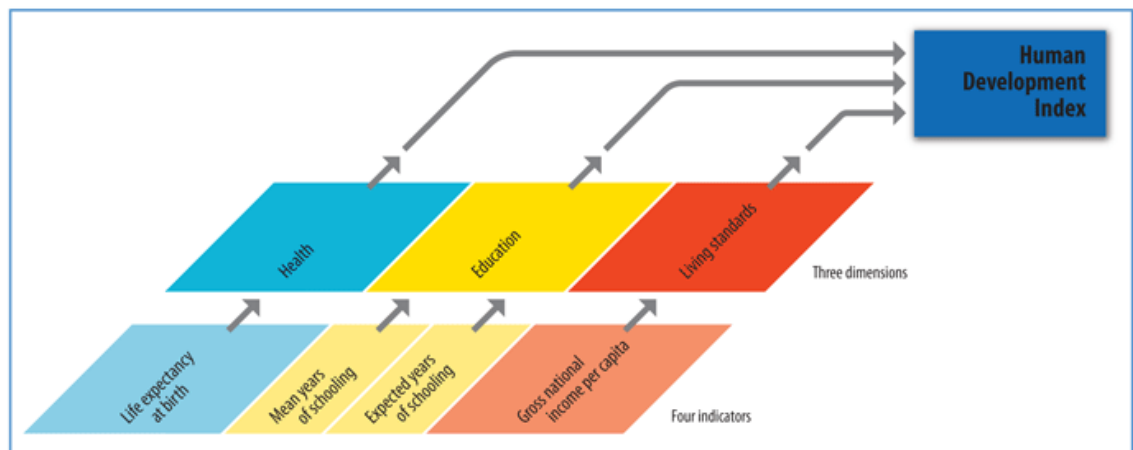 Human
Development
Index
Health
Education
Living standards
Three dimensions
Life expectancy
at birth
Mean years
of schooling
Expected years
of schooling
Gross national
income per capita
Four indicators